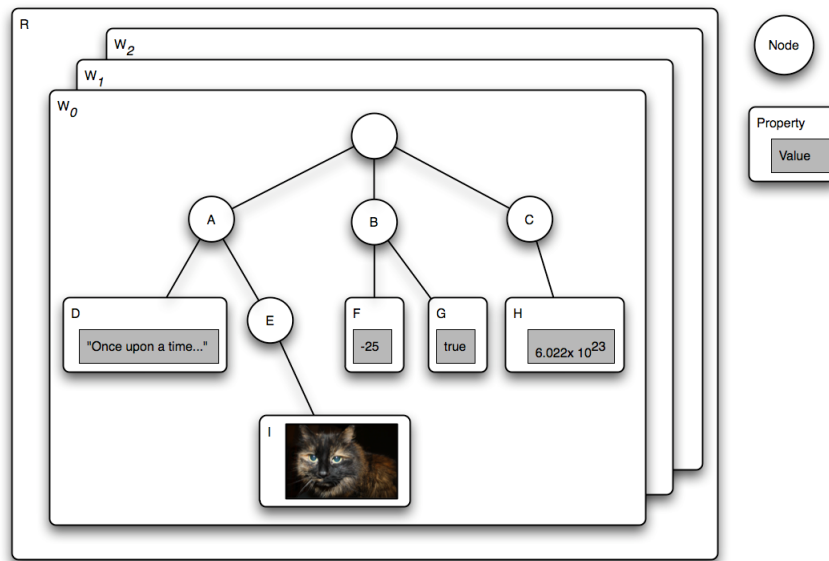 R
W2
W1
W0
Node
Property
Value
A
B
C
D
"Once upon a time..."
E
F
-25
G
true
H
6.022x 10^23
I